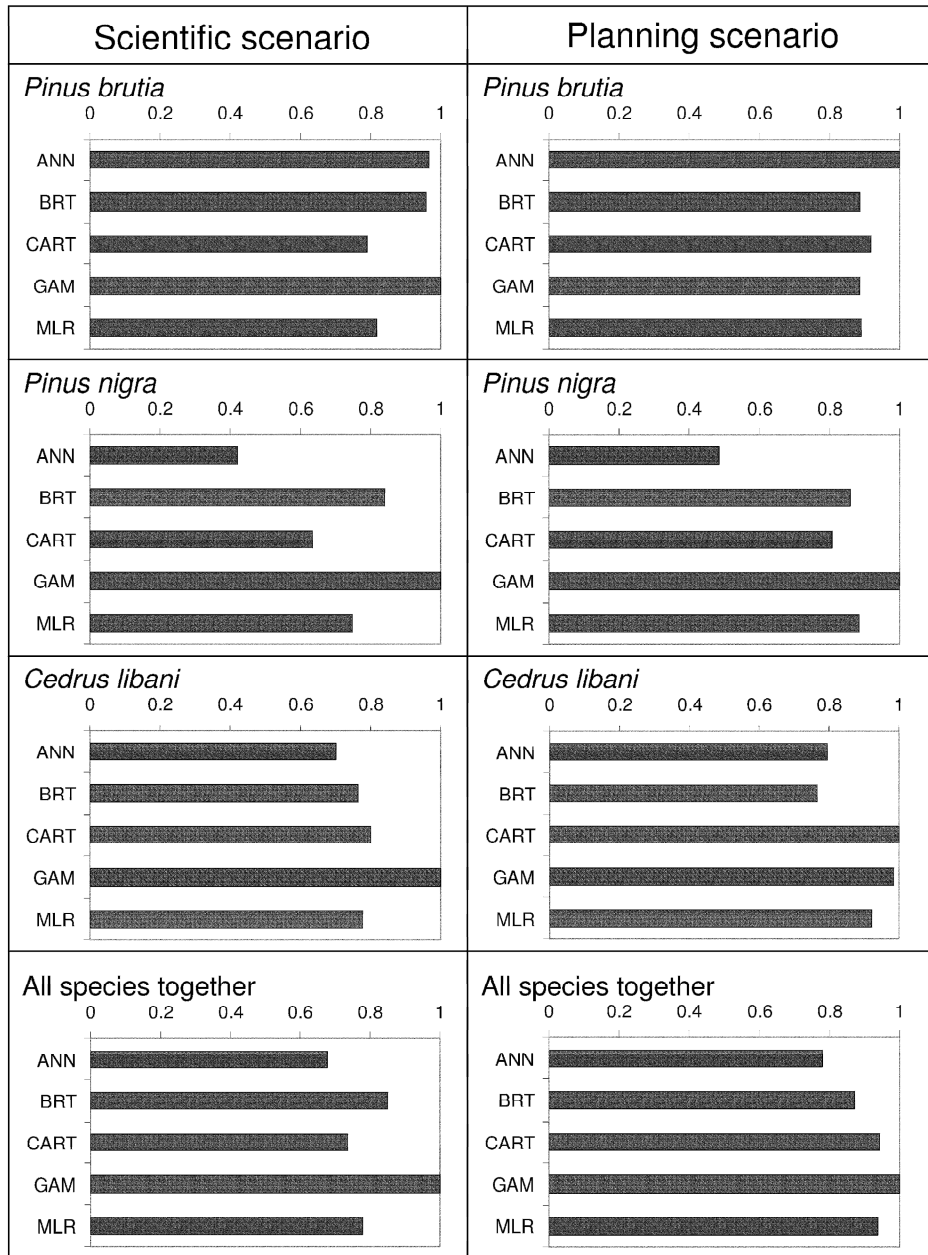 Scientific scenario
Planning scenario
Pinus brutia
0 0.2 0.4 0.6 0.8 1
ANN
BRT
CART
GAM
MLR
Pinus brutia
0 0.2 0.4 0.6 0.8 1
ANN
BRT
CART
GAM
MLR
Pinus nigra
0 0.2 0.4 0.6 0.8 1
ANN
BRT
CART
GAM
MLR
Pinus nigra
0 0.2 0.4 0.6 0.8 1
ANN
BRT
CART
GAM
MLR
Cedrus libani
0 0.2 0.4 0.6 0.8 1
ANN
BRT
CART
GAM
MLR
Cedrus libani
0 0.2 0.4 0.6 0.8 1
ANN
BRT
CART
GAM
MLR
All species together
0 0.2 0.4 0.6 0.8 1
ANN
BRT
CART
GAM
MLR
All species together
0 0.2 0.4 0.6 0.8 1
ANN
BRT
CART
GAM
MLR